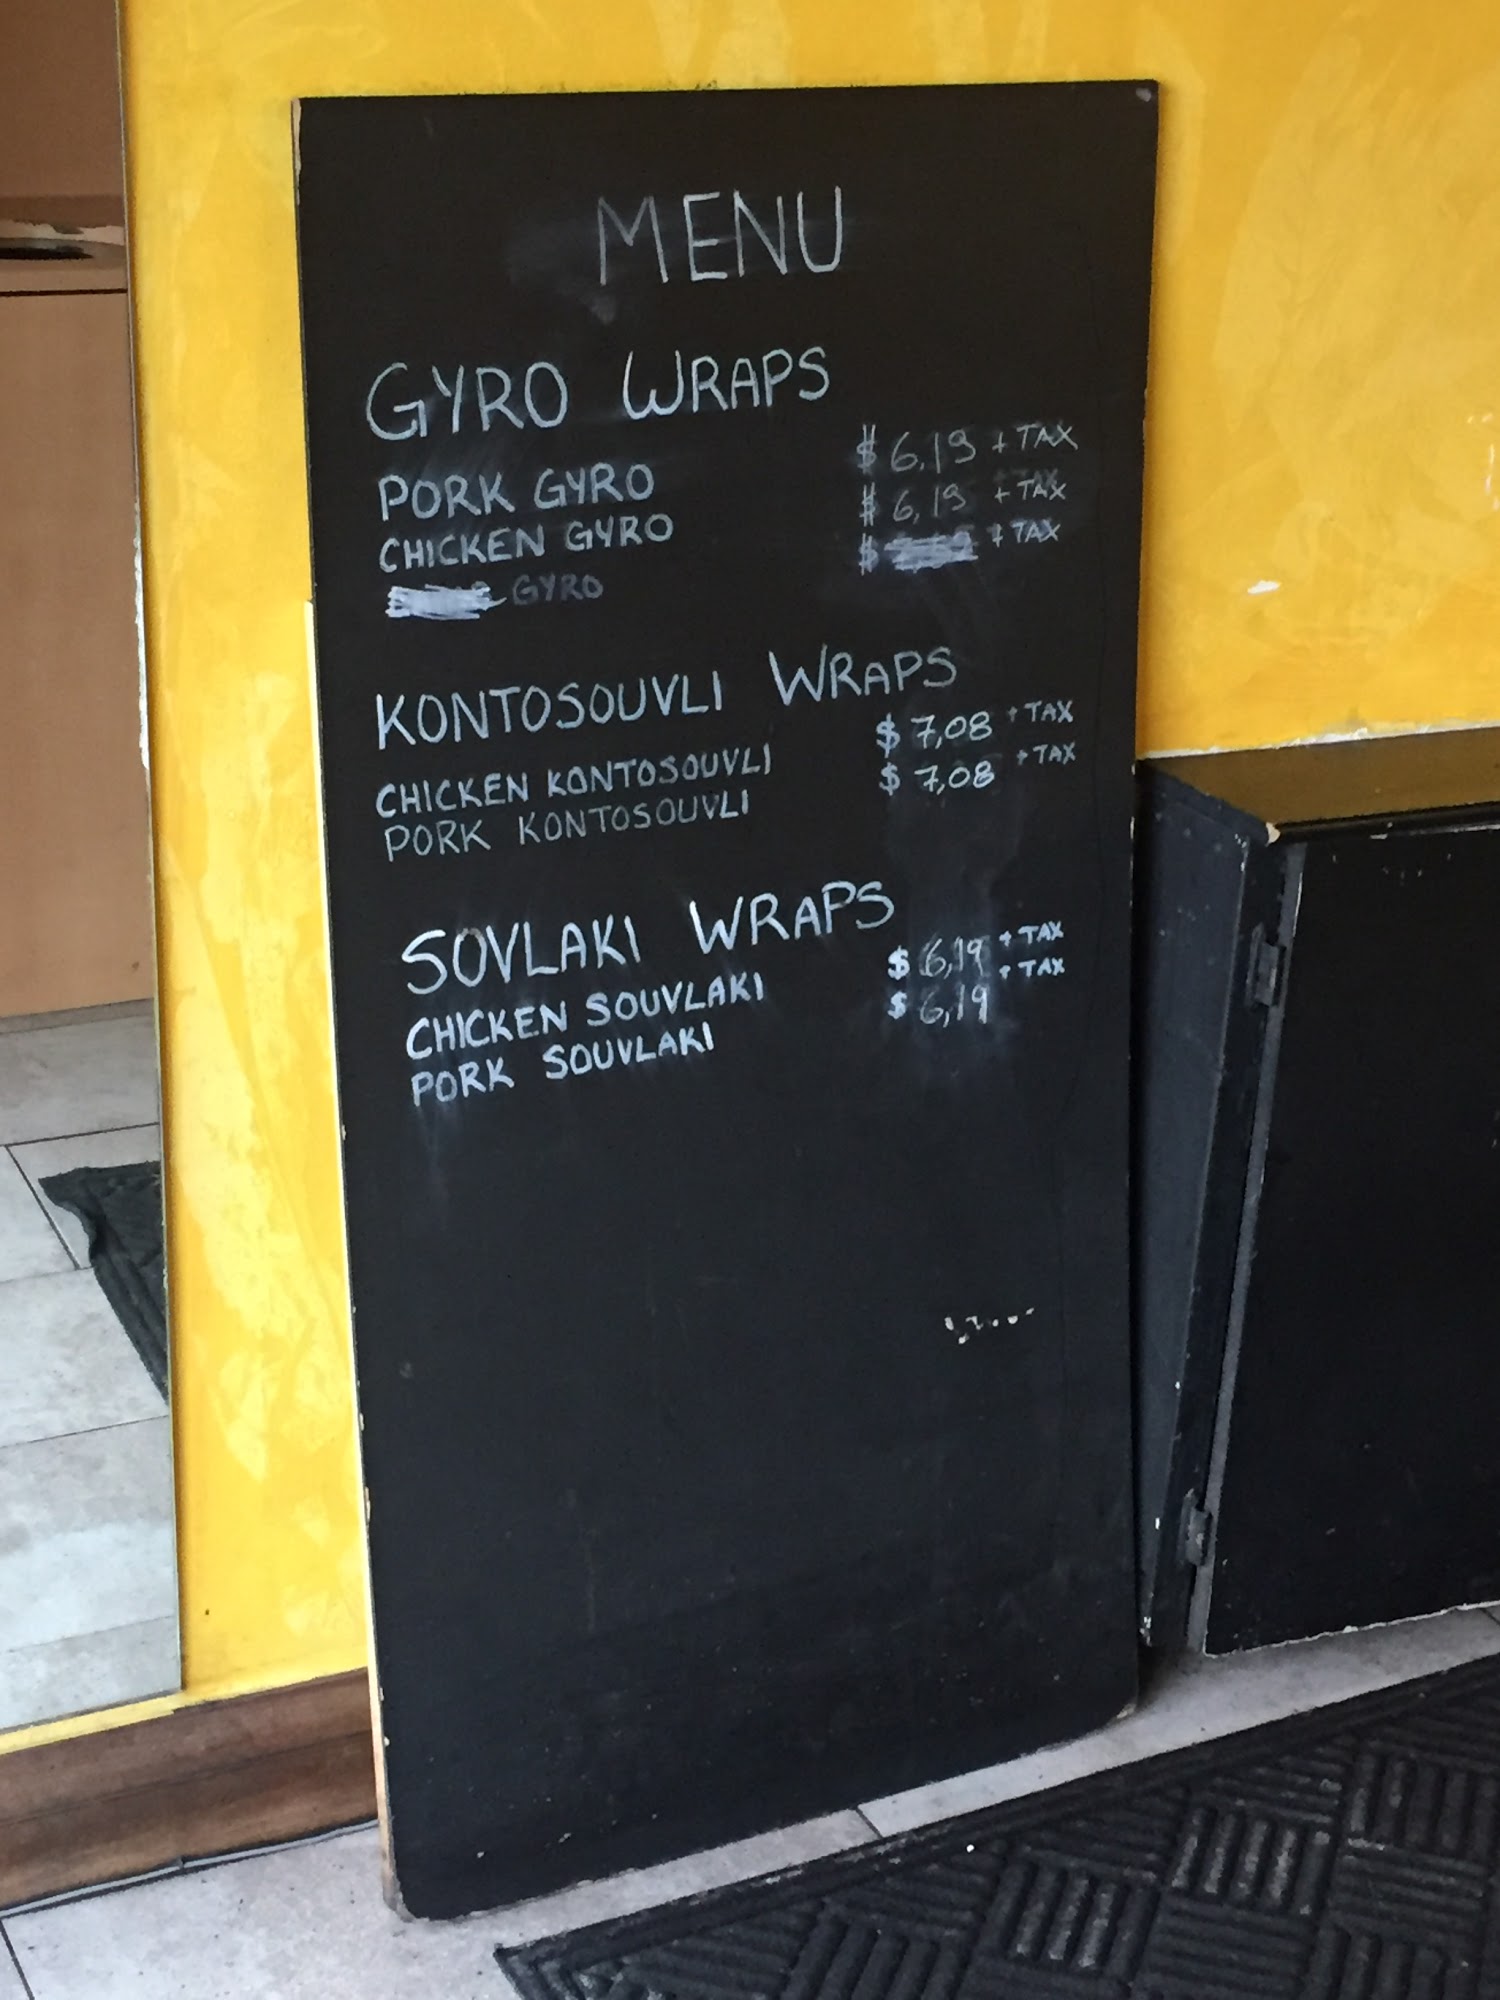 MENU
GYRO WRAPS
PORK GYRO $ 6,19 + TAX
CHICKEN GYRO $ 6,19 + TAX
GYRO $ + TAX
KONTOSOUVLI WRAPS
CHICKEN KONTOSOUVLI $ 7,08 + TAX
PORK KONTOSOUVLI $ 7,08 + TAX
SOVLAKI WRAPS
CHICKEN SOUVLAKI $ 6,19 + TAX
PORK SOUVLAKI $ 6,19 + TAX